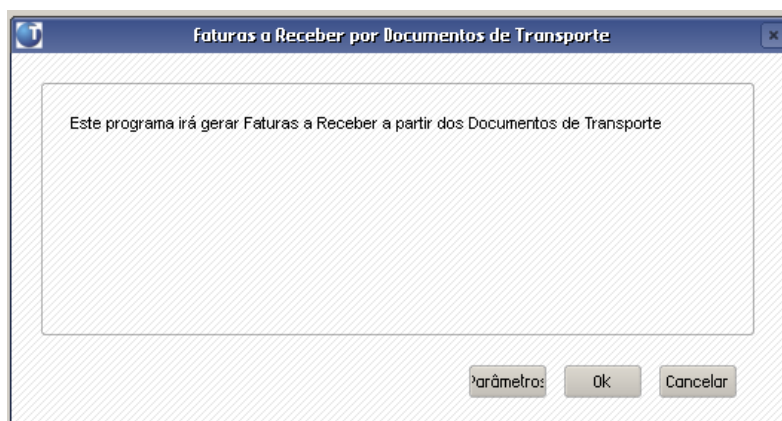 Faturas a Receber por Documentos de Transporte
Este programa irá gerar Faturas a Receber a partir dos Documentos de Transporte
Parâmetros Ok Cancelar